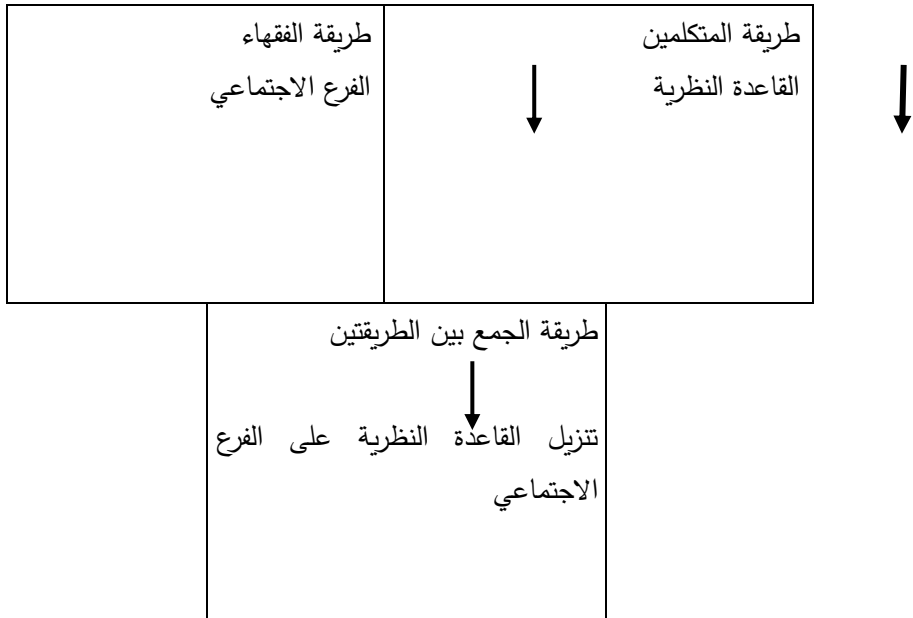 طريقة المتكلمين
القاعدة النظرية
طريقة الفقهاء
الفرع الاجتماعي
طريقة الجمع بين الطريقتين
تنزيل القاعدة النظرية على الفرع
الاجتماعي